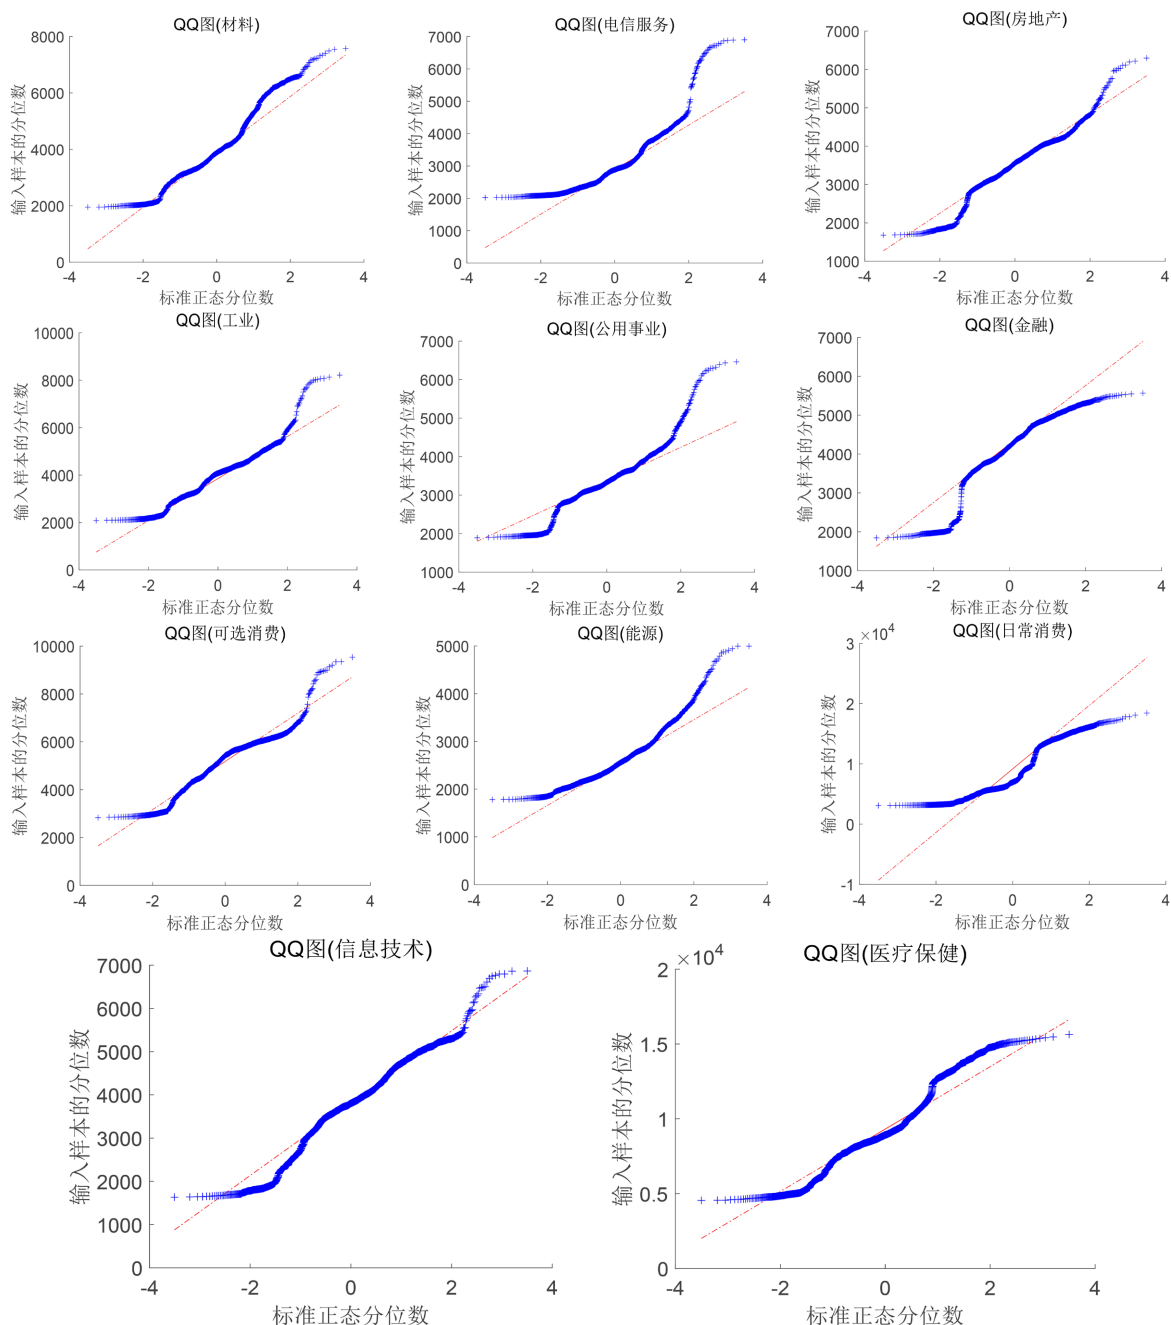 QQ图(材料)
8000
6000
4000
2000
0
-4 -2 0 2 4
输入样本的分位数
标准正态分位数
QQ图(电信服务)
7000
6000
5000
4000
3000
2000
1000
0
-4 -2 0 2 4
输入样本的分位数
标准正态分位数
QQ图(房地产)
7000
6000
5000
4000
3000
2000
1000
-4 -2 0 2 4
输入样本的分位数
标准正态分位数
QQ图(工业)
10000
8000
6000
4000
2000
0
-4 -2 0 2 4
输入样本的分位数
标准正态分位数
QQ图(公用事业)
7000
6000
5000
4000
3000
2000
1000
-4 -2 0 2 4
输入样本的分位数
标准正态分位数
QQ图(金融)
7000
6000
5000
4000
3000
2000
1000
-4 -2 0 2 4
输入样本的分位数
标准正态分位数
QQ图(可选消费)
10000
8000
6000
4000
2000
0
-4 -2 0 2 4
输入样本的分位数
标准正态分位数
QQ图(能源)
5000
4000
3000
2000
1000
0
-4 -2 0 2 4
输入样本的分位数
标准正态分位数
QQ图(日常消费)
×10⁴
3
2
1
0
-1
-4 -2 0 2 4
输入样本的分位数
标准正态分位数
QQ图(信息技术)
7000
6000
5000
4000
3000
2000
1000
0
-4 -2 0 2 4
输入样本的分位数
标准正态分位数
QQ图(医疗保健)
×10⁴
2
1.5
1
0.5
0
-4 -2 0 2 4
输入样本的分位数
标准正态分位数